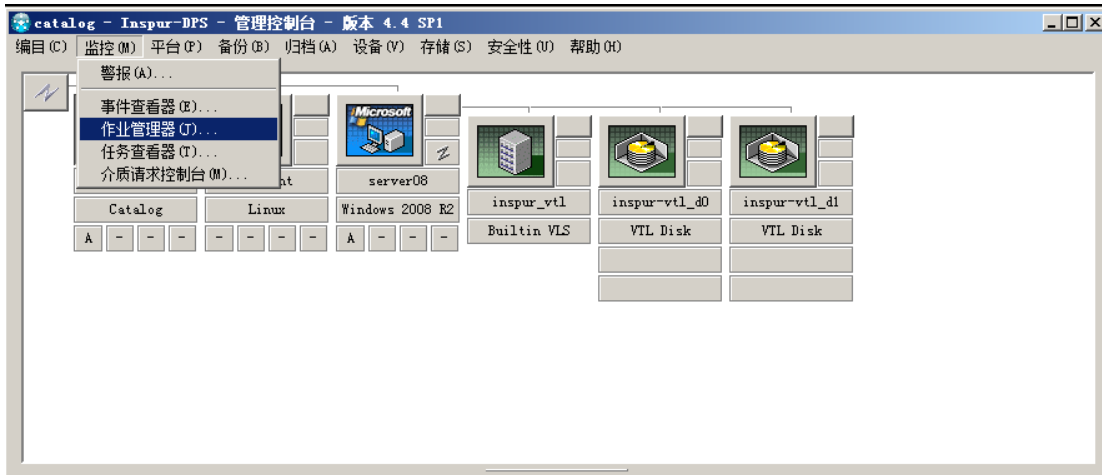 catalog - Inspur-DPS - 管理控制台 - 版本 4.4 SP1
编目(C) 监控(M) 平台(P) 备份(B) 归档(A) 设备(V) 存储(S) 安全性(U) 帮助(H)
警报(A)...
事件查看器(E)...
作业管理器(J)...
任务查看器(T)...
介质请求控制台(M)...
Microsoft
nt server08 inspur_vtl inspur-vtl_d0 inspur-vtl_d1
Catalog Linux Windows 2008 R2 Builtin VLS VTL Disk VTL Disk
A - - - - - - - A - - -